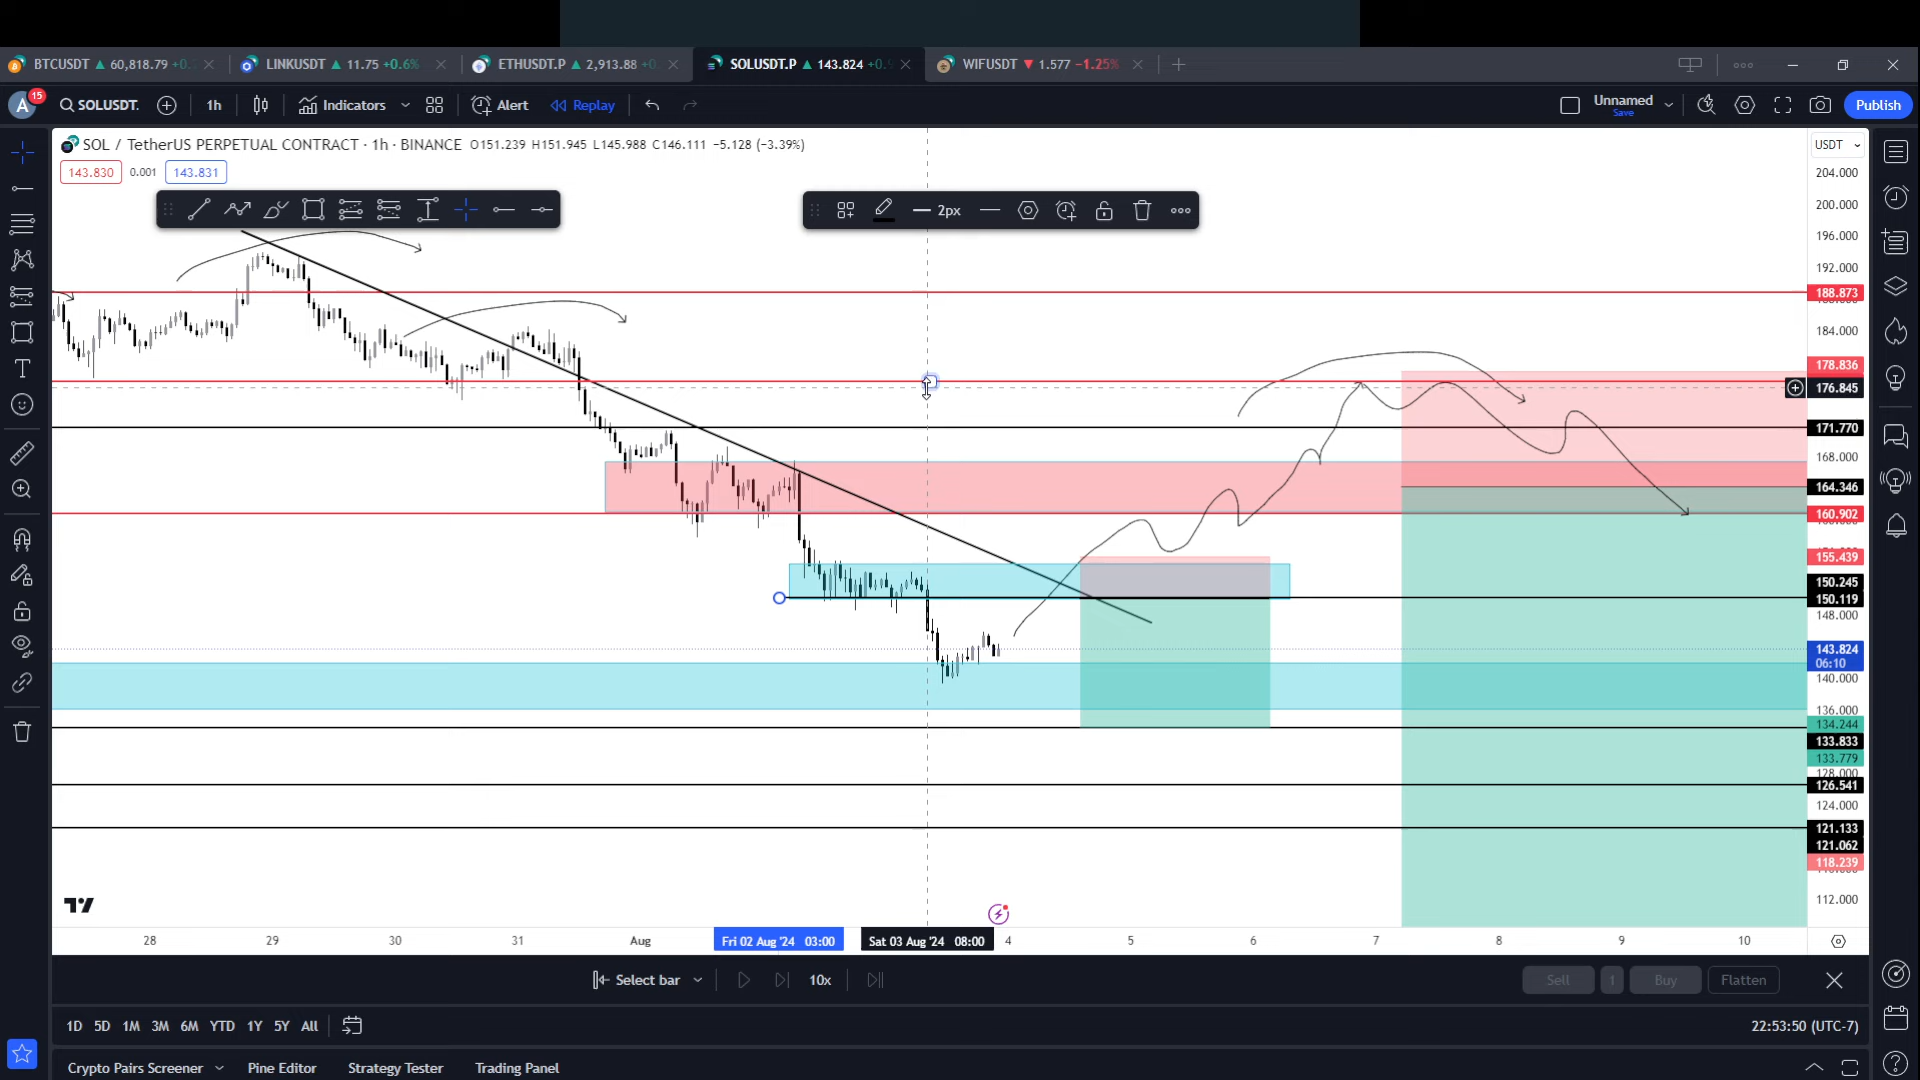 BTCUSDT ▲ 60,818.79 +0.
LINKUSDT ▲ 11.75 +0.6%
ETHUSDT.P ▲ 2,913.88 +0.
SOLUSDT.P ▲ 143.824 +0.
WIFUSDT ▼ 1.577 −1.25%
A 15 SOLUSDT. 1h Indicators Alert Replay Unnamed Save Publish
SOL / TetherUS PERPETUAL CONTRACT · 1h · BINANCE O151.239 H151.945 L145.988 C146.111 −5.128 (−3.39%)
USDT
143.830 0.001 143.831
2px
204.000
200.000
196.000
192.000
188.873
184.000
178.836
176.845
171.770
168.000
164.346
160.902
155.439
150.245
150.119
148.000
143.824
06:10
140.000
136.000
134.244
133.833
133.779
128.000
126.541
124.000
121.133
121.062
118.239
112.000
28 29 30 31 Aug Fri 02 Aug '24 03:00 Sat 03 Aug '24 08:00 4 5 6 7 8 9 10
Select bar 10x Sell 1 Buy Flatten
1D 5D 1M 3M 6M YTD 1Y 5Y All 22:53:50 (UTC-7)
Crypto Pairs Screener Pine Editor Strategy Tester Trading Panel